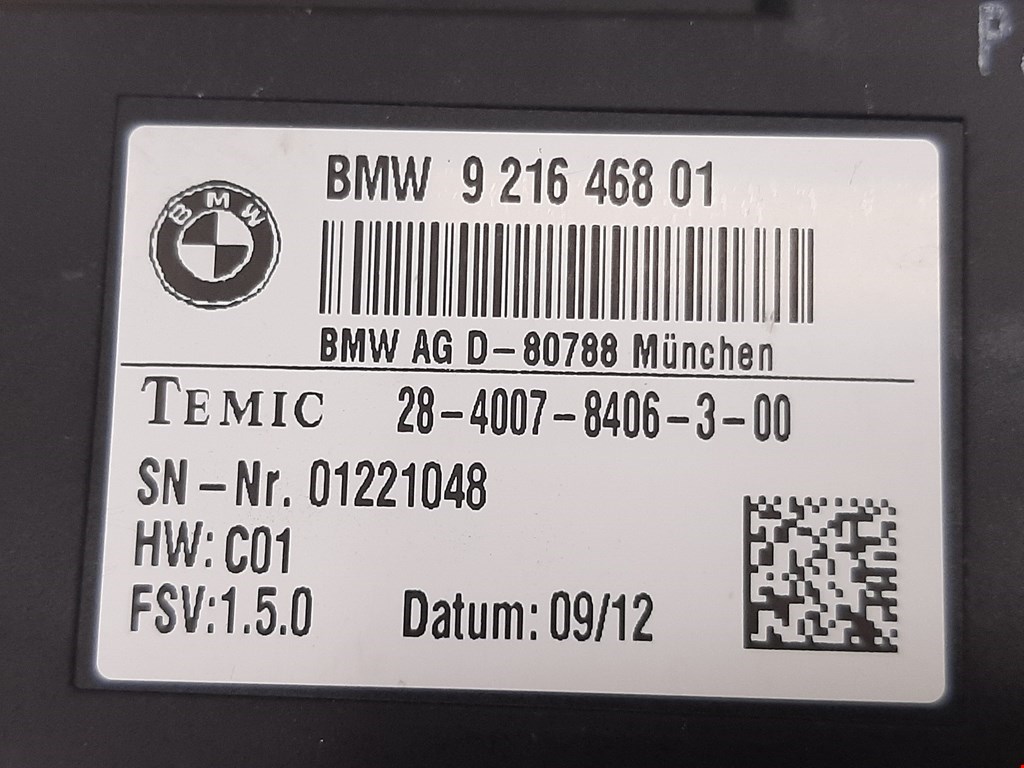 P
BMW 9 216 468 01
BMW
BMW AG D-80788 München
TEMIC 28-4007-8406-3-00
SN-Nr. 01221048
HW: C01
FSV:1.5.0 Datum: 09/12